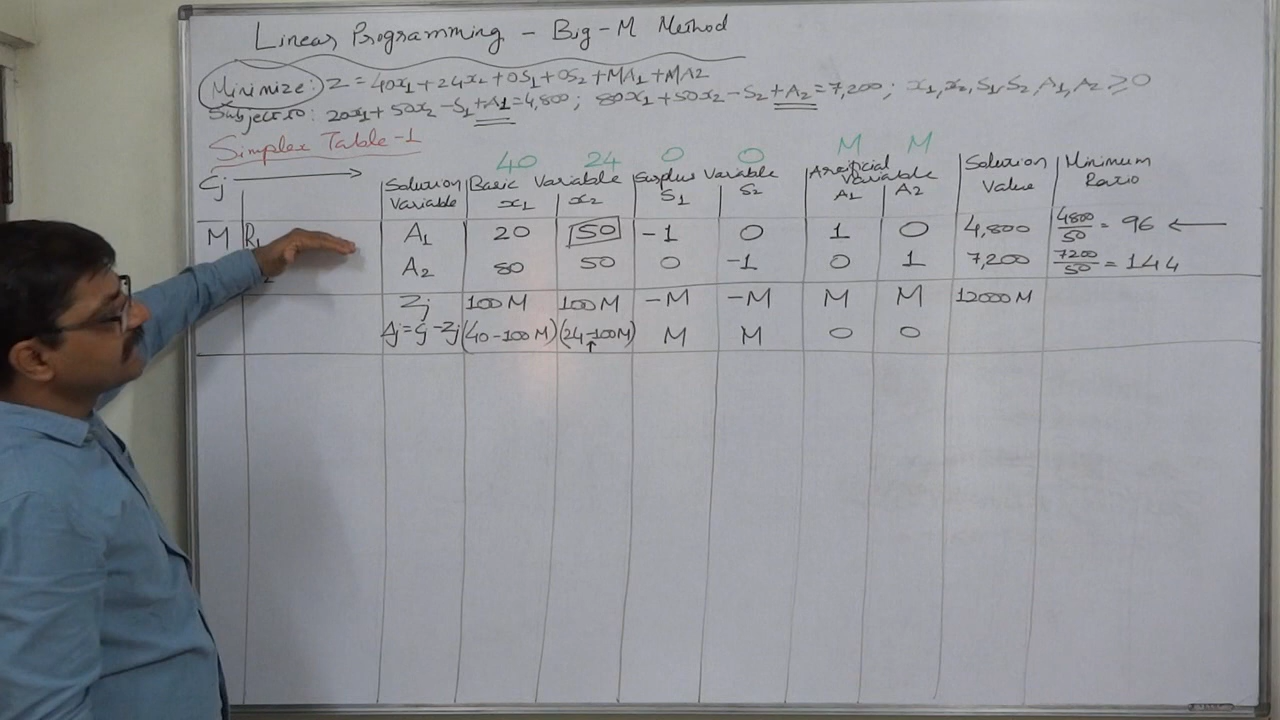 Linear Programming - Big-M Method
Minimize: Z = 40x₁ + 24x₂ + 0S₁ + 0S₂ + MA1 + MA2
Subject to: 20x1 + 50x₂ - S₁ + A1 = 4,800; 80x₁ + 50x₂ - S₂ + A₂ = 7,200; x₁, x₂, S₁, S₂, A₁, A₂ ≥ 0
Simplex Table-1
40 24 0 0 M M
Cj → Solution Variable Basic Variable x₁ x₂ Surplus Variable S₁ S₂ Artificial Variable A1 A2 Solution Value Minimum Ratio
M R₁ A₁ 20 50 -1 0 1 0 4,800 4800/50 = 96 ←
A₂ 80 50 0 -1 0 1 7,200 7200/50 = 144
Zj 100M 100M -M -M M M 12000M
Δj = Cj - Zj (40-100M) (24-100M) M M 0 0
↑